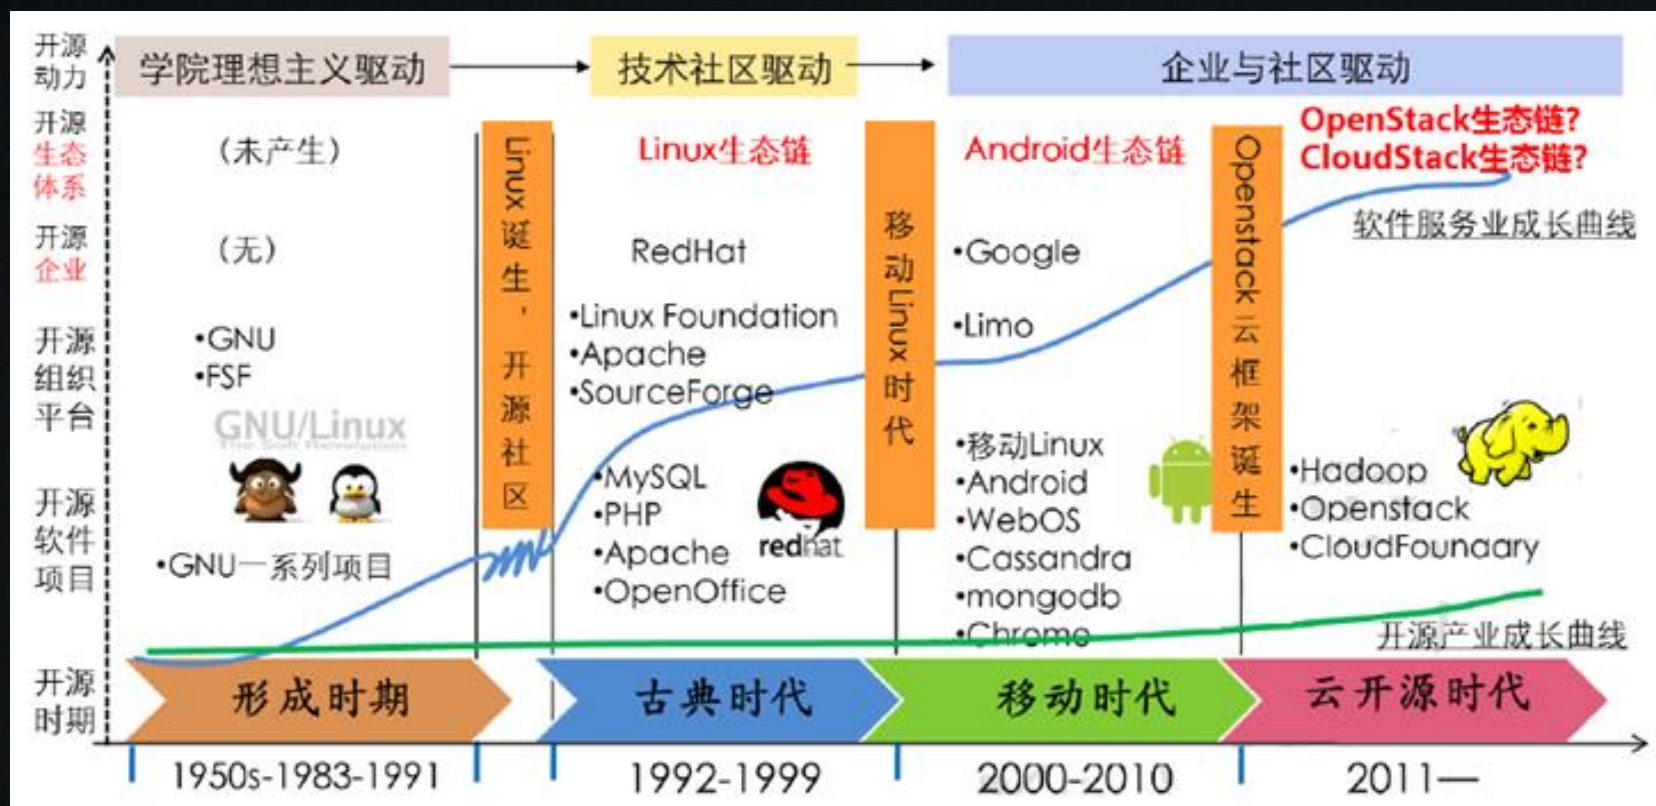 开源
动力
学院理想主义驱动
技术社区驱动
企业与社区驱动
开源
生态
体系
(未产生)
Linux生态链
Android生态链
OpenStack生态链?
CloudStack生态链?
软件服务业成长曲线
开源
企业
(无)
RedHat
•Google
开源
组织
平台
•GNU
•FSF
•Linux Foundation
•Apache
•SourceForge
•Limo
GNU/Linux
The Soft Revolution
Linux诞生，开源社区
移动Linux时代
Openstack云框架诞生
开源
软件
项目
•GNU一系列项目
•MySQL
•PHP
•Apache
•OpenOffice
redhat
•移动Linux
•Android
•WebOS
•Cassandra
•mongodb
•Chrome
•Hadoop
•Openstack
•CloudFounaary
开源产业成长曲线
开源
时期
形成时期
古典时代
移动时代
云开源时代
1950s-1983-1991
1992-1999
2000-2010
2011—